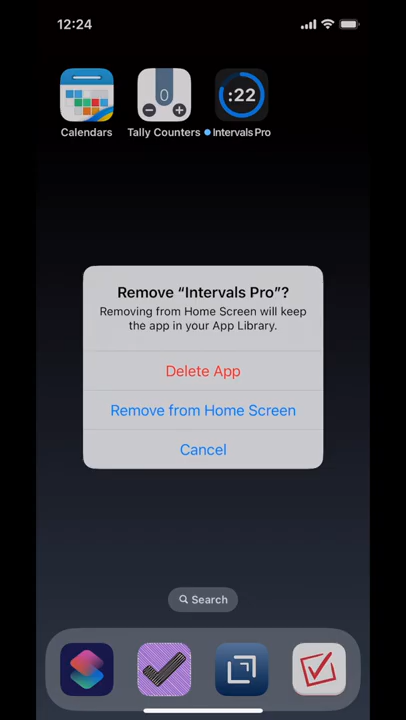 12:24
0
:22
Calendars
Tally Counters
Intervals Pro
Remove “Intervals Pro”?
Removing from Home Screen will keep
the app in your App Library.
Delete App
Remove from Home Screen
Cancel
Search